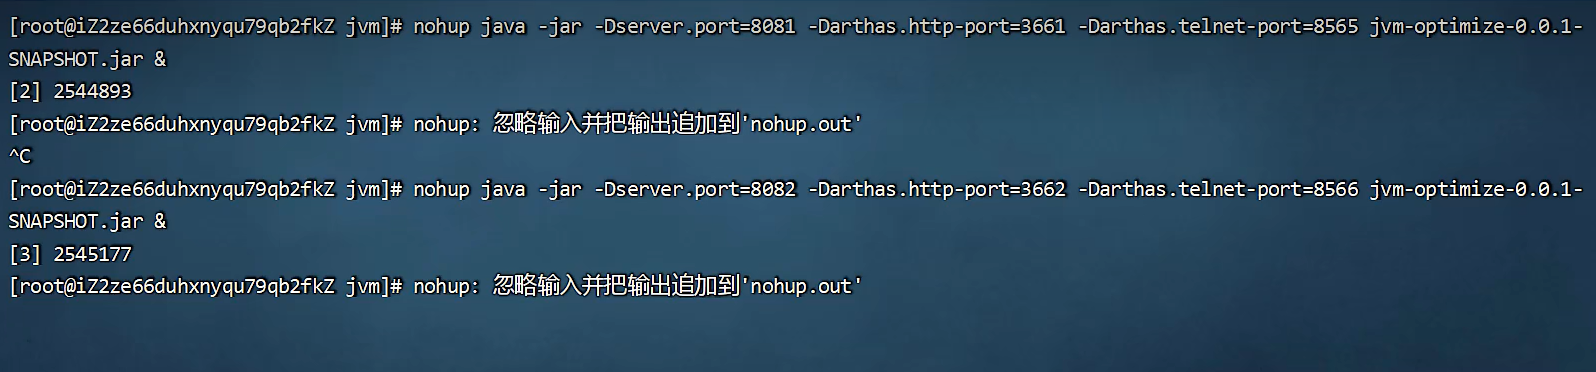 [root@iZ2ze66duhxnyqu79qb2fkZ jvm]# nohup java -jar -Dserver.port=8081 -Darthas.http-port=3661 -Darthas.telnet-port=8565 jvm-optimize-0.0.1-
SNAPSHOT.jar &
[2] 2544893
[root@iZ2ze66duhxnyqu79qb2fkZ jvm]# nohup: 忽略输入并把输出追加到'nohup.out'
^C
[root@iZ2ze66duhxnyqu79qb2fkZ jvm]# nohup java -jar -Dserver.port=8082 -Darthas.http-port=3662 -Darthas.telnet-port=8566 jvm-optimize-0.0.1-
SNAPSHOT.jar &
[3] 2545177
[root@iZ2ze66duhxnyqu79qb2fkZ jvm]# nohup: 忽略输入并把输出追加到'nohup.out'